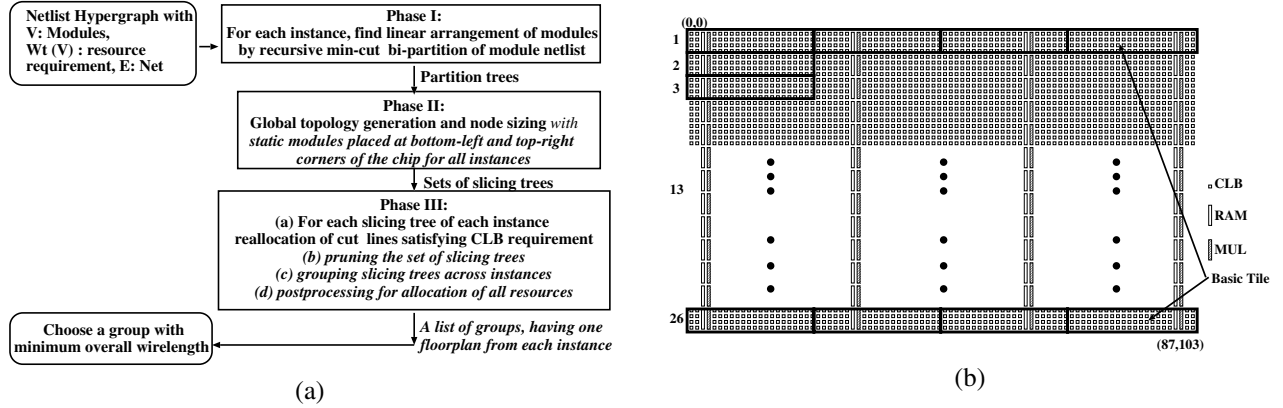 Netlist Hypergraph with
V: Modules,
Wt (V) : resource
requirement, E: Net
Phase I:
For each instance, find linear arrangement of modules
by recursive min-cut bi-partition of module netlist
Partition trees
Phase II:
Global topology generation and node sizing with
static modules placed at bottom-left and top-right
corners of the chip for all instances
Sets of slicing trees
Phase III:
(a) For each slicing tree of each instance
reallocation of cut lines satisfying CLB requirement
(b) pruning the set of slicing trees
(c) grouping slicing trees across instances
(d) postprocessing for allocation of all resources
Choose a group with
minimum overall wirelength
A list of groups, having one
floorplan from each instance
(a)
(0,0)
1
2
3
13
26
CLB
RAM
MUL
Basic Tile
(87,103)
(b)